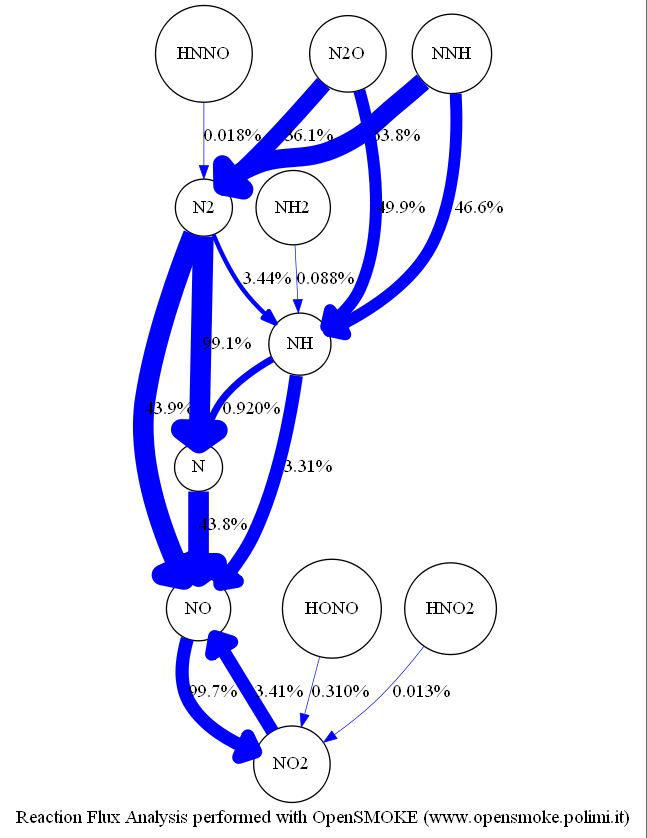 HNNO
N2O
NNH
0.018%
36.1%
63.8%
N2
NH2
49.9%
46.6%
3.44%
0.088%
99.1%
NH
43.9%
0.920%
N
3.31%
43.8%
NO
HONO
HNO2
99.7%
3.41%
0.310%
0.013%
NO2
Reaction Flux Analysis performed with OpenSMOKE (www.opensmoke.polimi.it)